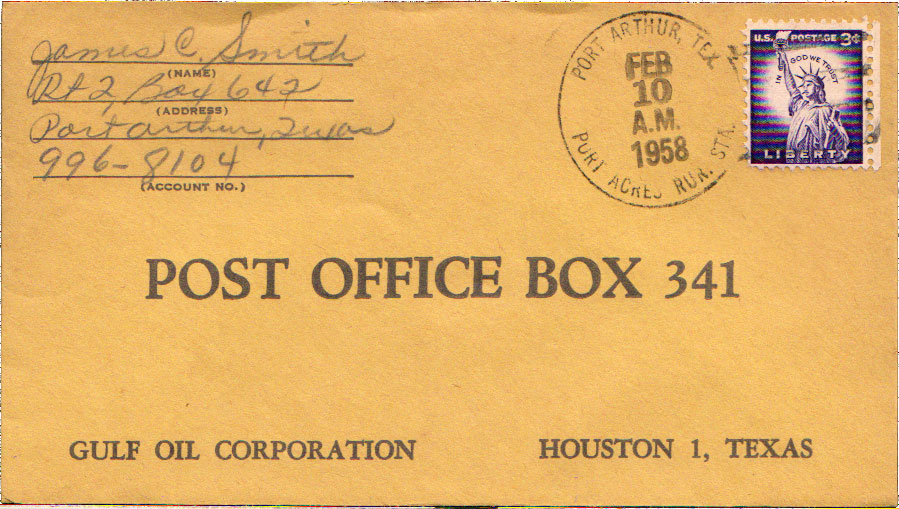 James C. Smith
(NAME)
Rt 2, Box 642
(ADDRESS)
Port Arthur, Texas
996-8104
(ACCOUNT NO.)
PORT ARTHUR, TEX.
FEB
10
A.M.
1958
PORT ACRES RUR. STA.
U.S. POSTAGE 3¢
IN GOD WE TRUST
LIBERTY
POST OFFICE BOX 341
GULF OIL CORPORATION
HOUSTON 1, TEXAS